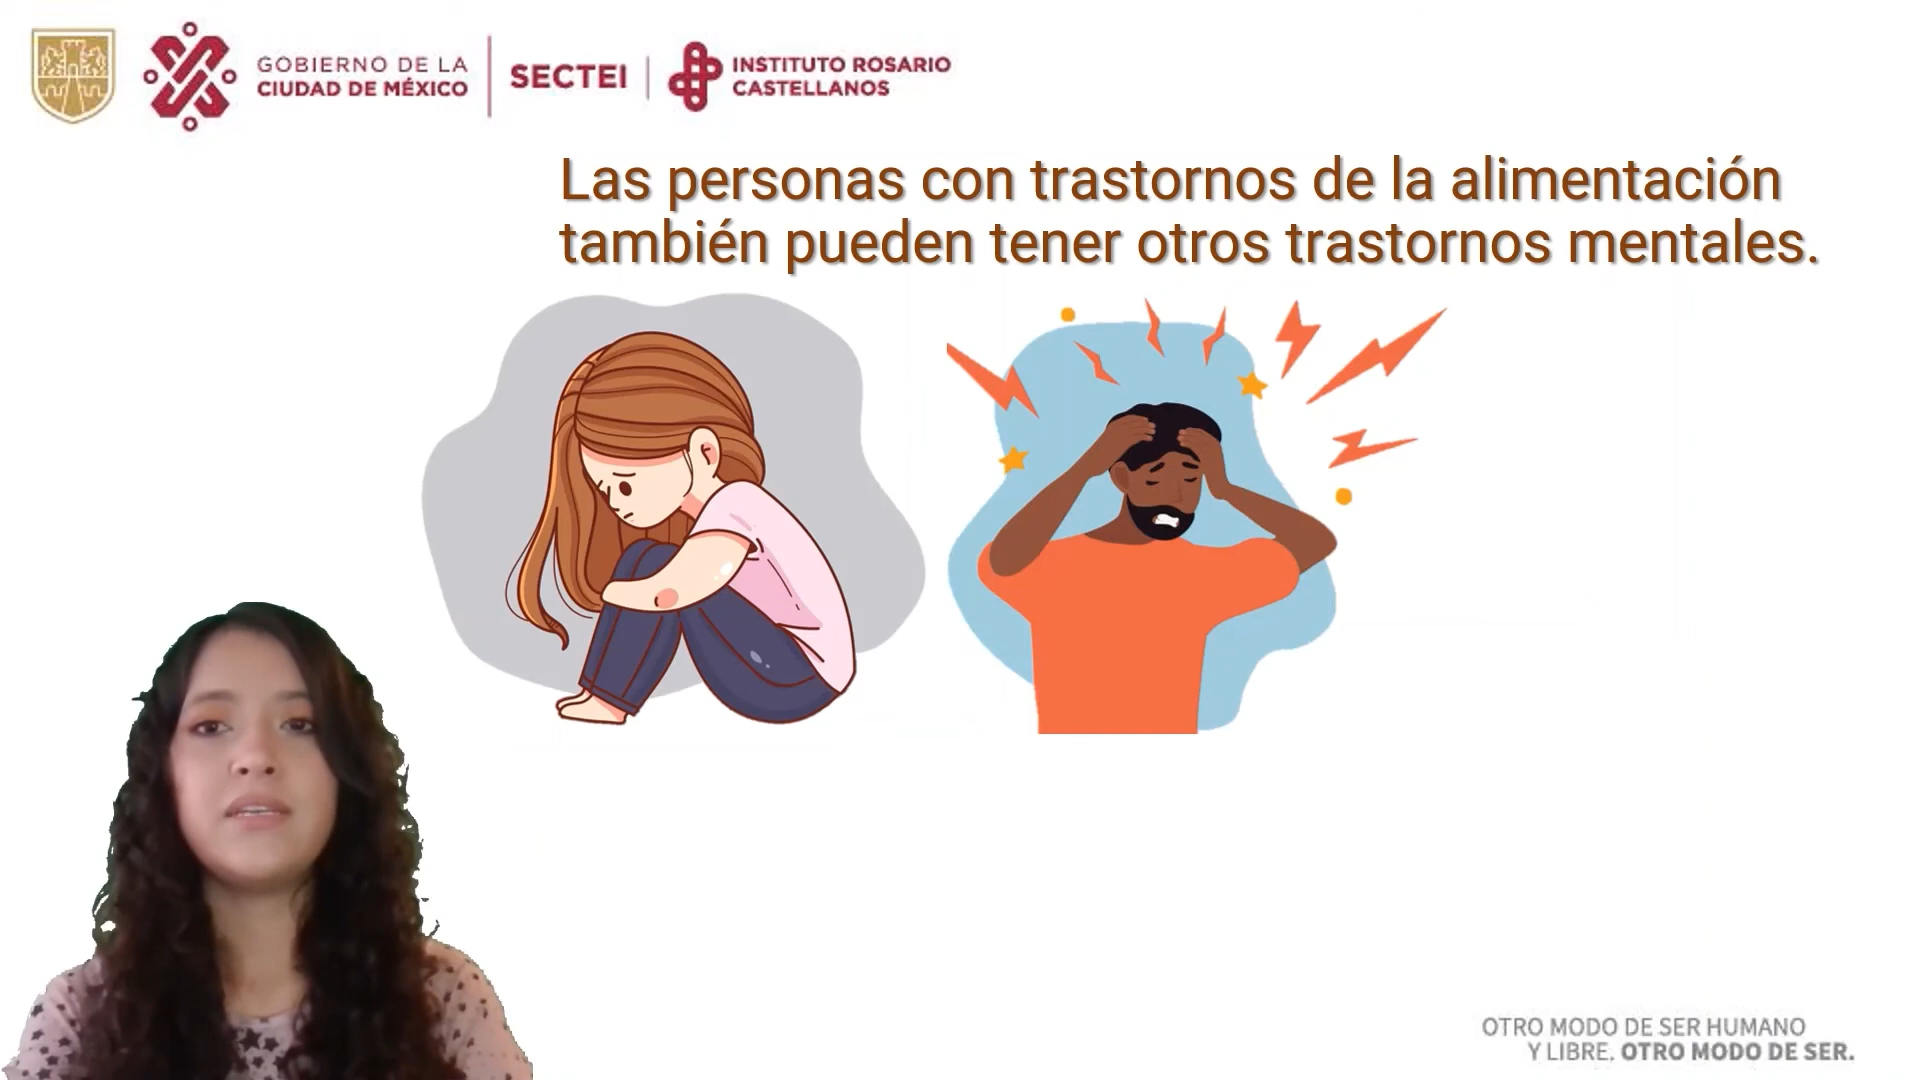 GOBIERNO DE LA
CIUDAD DE MÉXICO
SECTEI
INSTITUTO ROSARIO
CASTELLANOS
Las personas con trastornos de la alimentación
también pueden tener otros trastornos mentales.
OTRO MODO DE SER HUMANO
Y LIBRE. OTRO MODO DE SER.